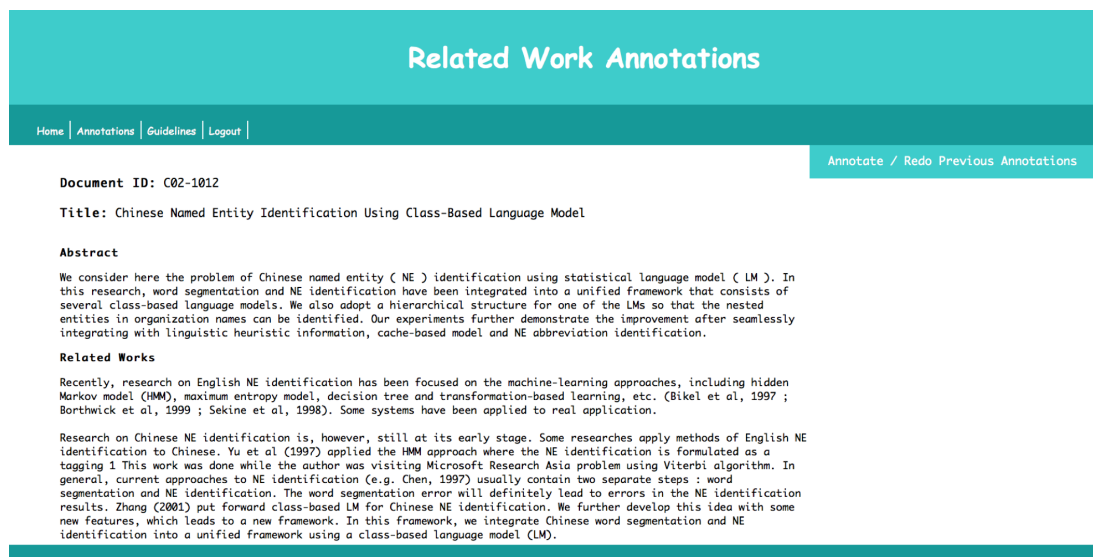 Related Work Annotations
Home | Annotations | Guidelines | Logout |
Annotate / Redo Previous Annotations
Document ID: C02-1012
Title: Chinese Named Entity Identification Using Class-Based Language Model
Abstract
We consider here the problem of Chinese named entity ( NE ) identification using statistical language model ( LM ). In
this research, word segmentation and NE identification have been integrated into a unified framework that consists of
several class-based language models. We also adopt a hierarchical structure for one of the LMs so that the nested
entities in organization names can be identified. Our experiments further demonstrate the improvement after seamlessly
integrating with linguistic heuristic information, cache-based model and NE abbreviation identification.
Related Works
Recently, research on English NE identification has been focused on the machine-learning approaches, including hidden
Markov model (HMM), maximum entropy model, decision tree and transformation-based learning, etc. (Bikel et al, 1997 ;
Borthwick et al, 1999 ; Sekine et al, 1998). Some systems have been applied to real application.
Research on Chinese NE identification is, however, still at its early stage. Some researches apply methods of English NE
identification to Chinese. Yu et al (1997) applied the HMM approach where the NE identification is formulated as a
tagging 1 This work was done while the author was visiting Microsoft Research Asia problem using Viterbi algorithm. In
general, current approaches to NE identification (e.g. Chen, 1997) usually contain two separate steps : word
segmentation and NE identification. The word segmentation error will definitely lead to errors in the NE identification
results. Zhang (2001) put forward class-based LM for Chinese NE identification. We further develop this idea with some
new features, which leads to a new framework. In this framework, we integrate Chinese word segmentation and NE
identification into a unified framework using a class-based language model (LM).